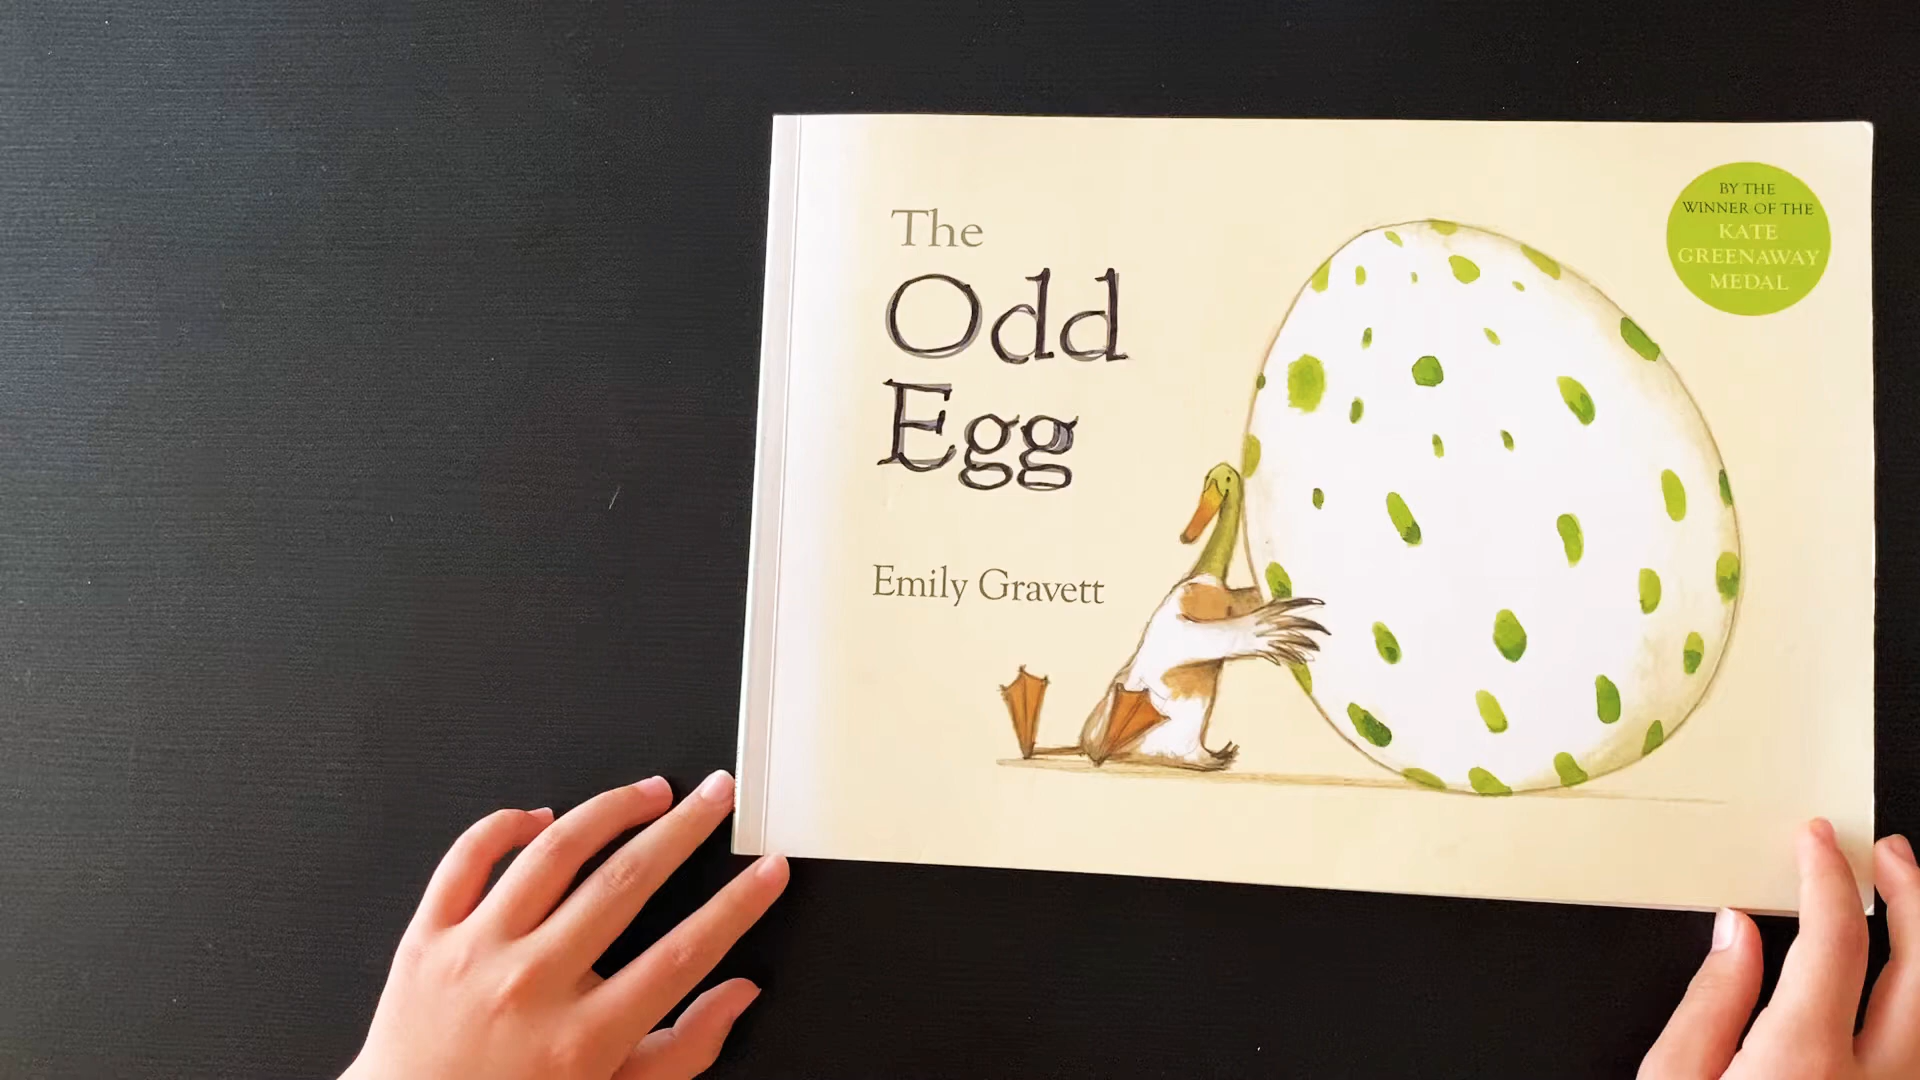 The
Odd
Egg
Emily Gravett
BY THE
WINNER OF THE
KATE
GREENAWAY
MEDAL